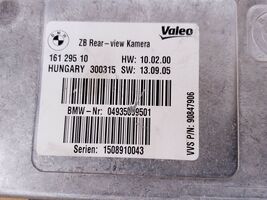 BMW
Valeo
ZB Rear-view Kamera
161 295 10 HW: 10.02.00
HUNGARY 300315 SW: 13.09.05
BMW-Nr: 04935099501
Serien: 1508910043
VVS P/N: 90847906